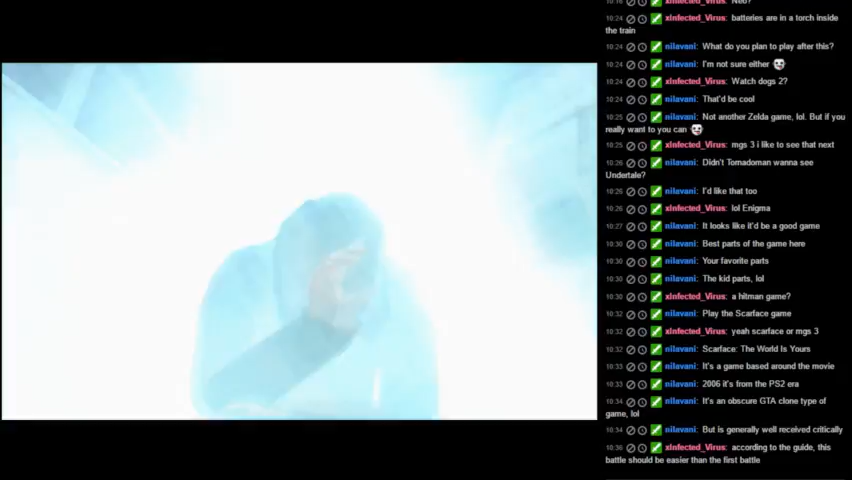 10:16 xInfected_Virus: Neo?
10:24 xInfected_Virus: batteries are in a torch inside
the train
10:24 nilavani: What do you plan to play after this?
10:24 nilavani: I'm not sure either
10:24 xInfected_Virus: Watch dogs 2?
10:24 nilavani: That'd be cool
10:25 nilavani: Not another Zelda game, lol. But if you
really want to you can
10:25 xInfected_Virus: mgs 3 i like to see that next
10:26 nilavani: Didn't Tornadoman wanna see
Undertale?
10:26 nilavani: I'd like that too
10:26 xInfected_Virus: lol Enigma
10:27 nilavani: It looks like it'd be a good game
10:30 nilavani: Best parts of the game here
10:30 nilavani: Your favorite parts
10:30 nilavani: The kid parts, lol
10:30 xInfected_Virus: a hitman game?
10:32 nilavani: Play the Scarface game
10:32 xInfected_Virus: yeah scarface or mgs 3
10:32 nilavani: Scarface: The World Is Yours
10:33 nilavani: It's a game based around the movie
10:33 nilavani: 2006 it's from the PS2 era
10:34 nilavani: It's an obscure GTA clone type of
game, lol
10:34 nilavani: But is generally well received critically
10:36 xInfected_Virus: according to the guide, this
battle should be easier than the first battle